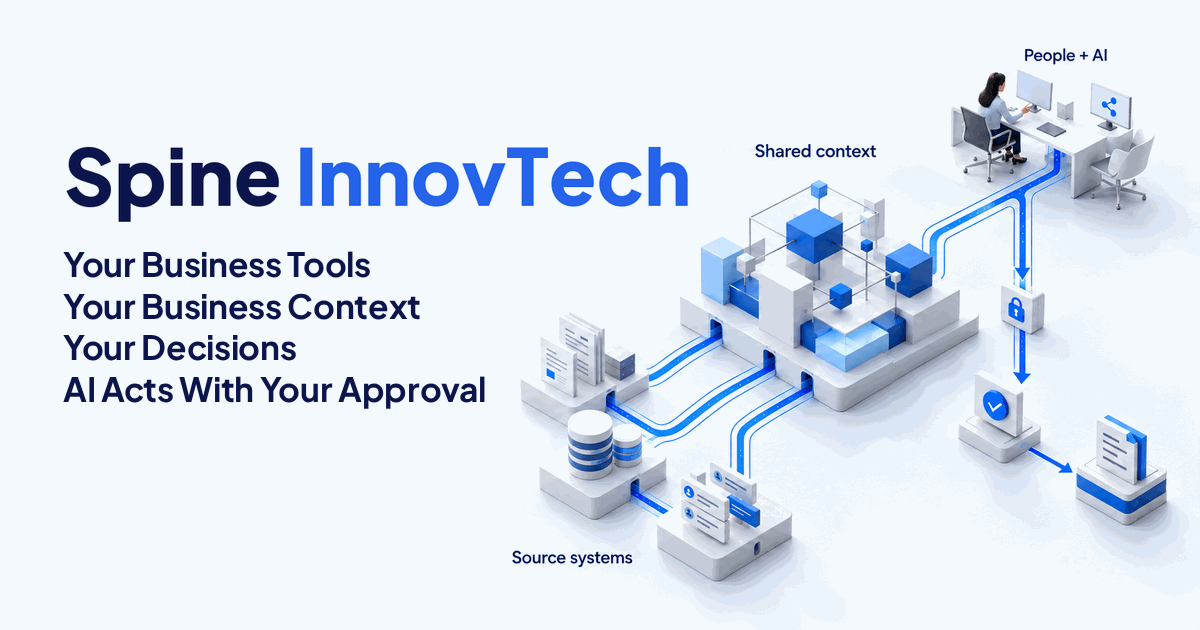 Spine InnovTech
Your Business Tools
Your Business Context
Your Decisions
AI Acts With Your Approval
People + AI
Shared context
Source systems